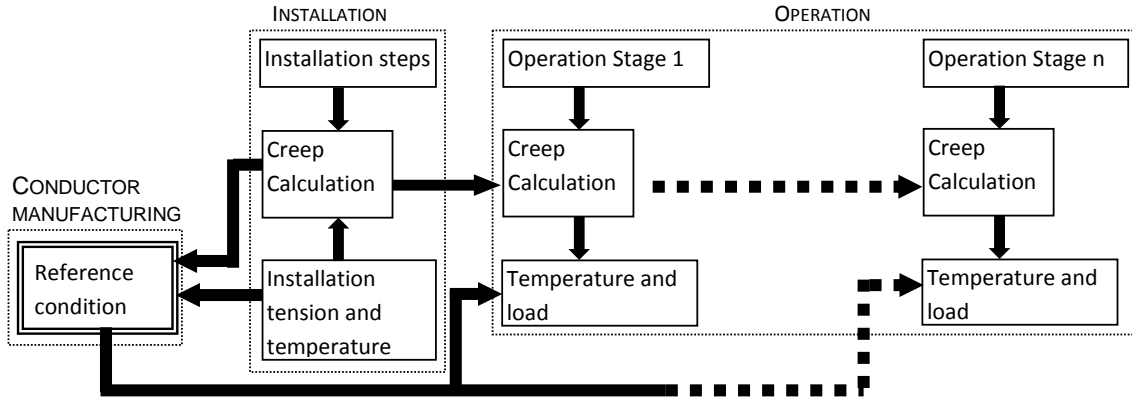 INSTALLATION
OPERATION
Installation steps
Operation Stage 1
Operation Stage n
Creep
Calculation
Creep
Calculation
Creep
Calculation
CONDUCTOR
MANUFACTURING
Reference
condition
Installation
tension and
temperature
Temperature and
load
Temperature and
load